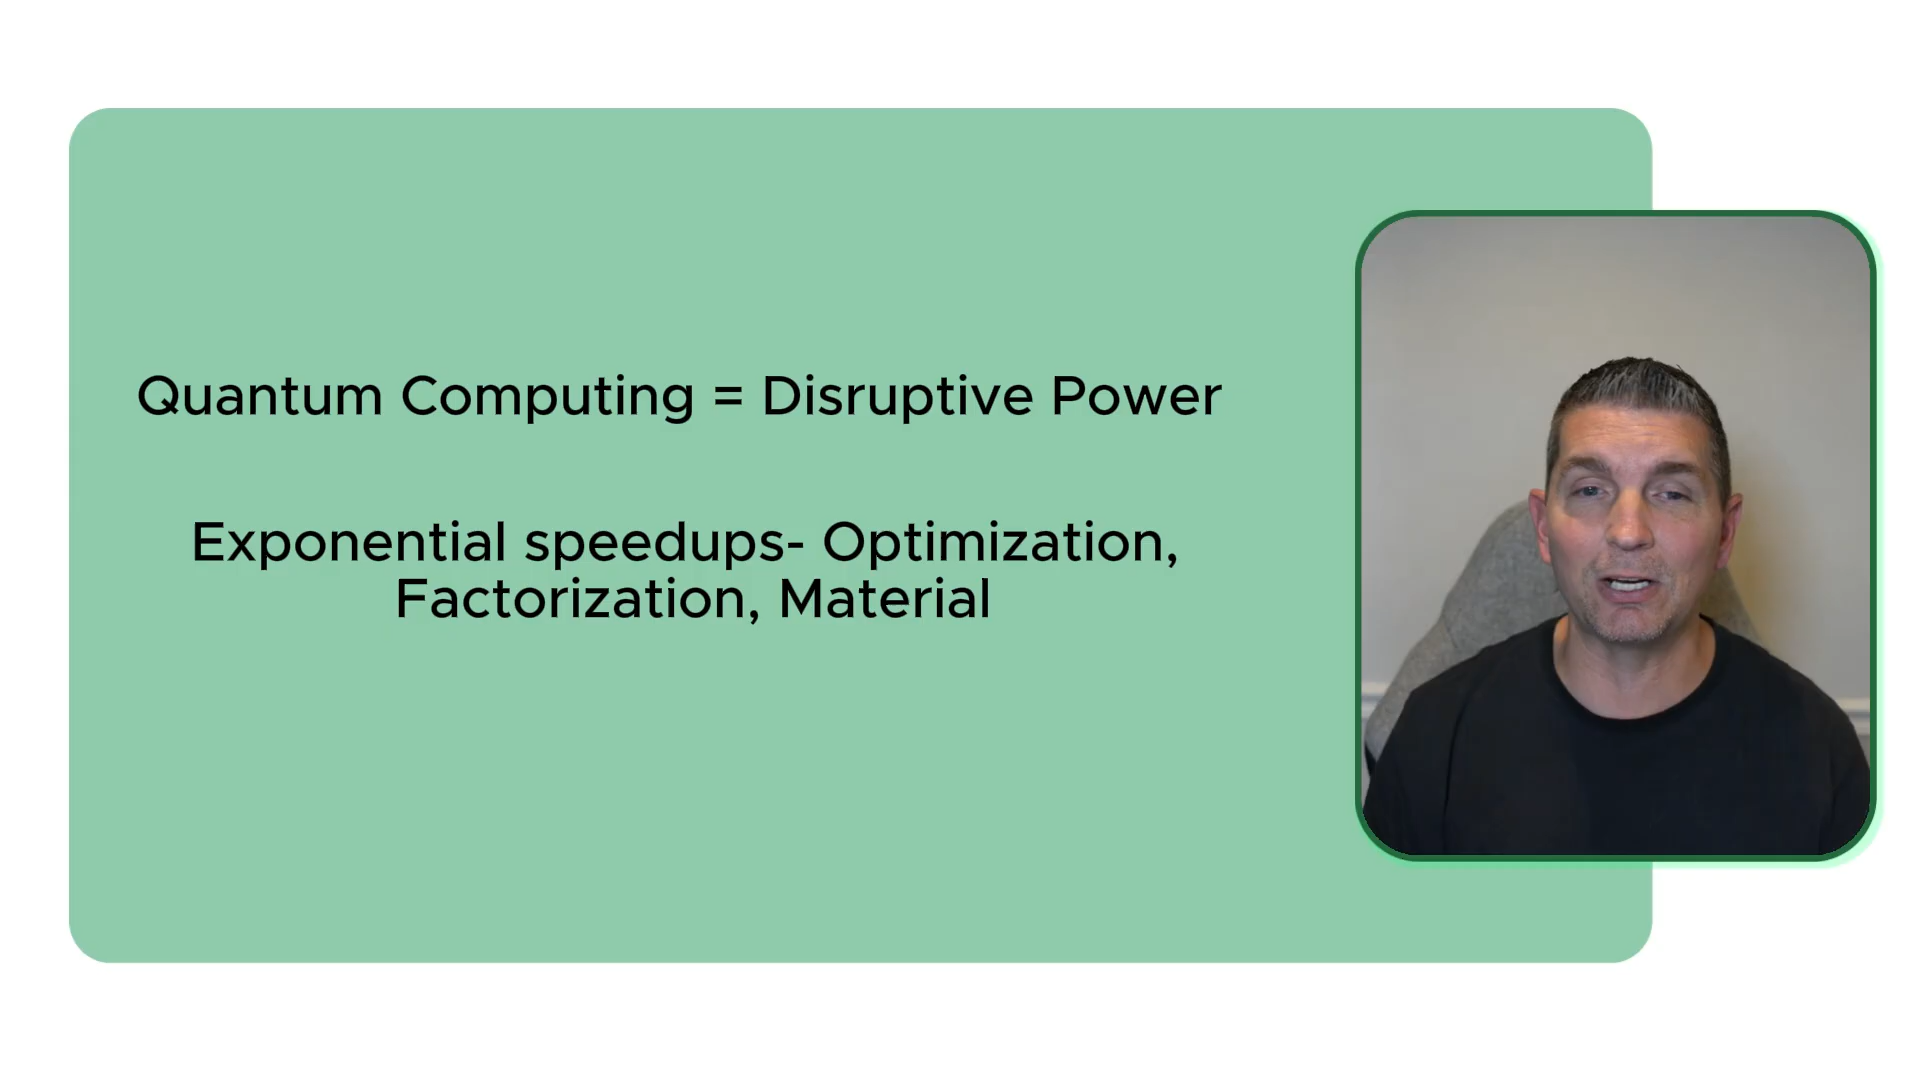 Quantum Computing = Disruptive Power
Exponential speedups- Optimization,
Factorization, Material